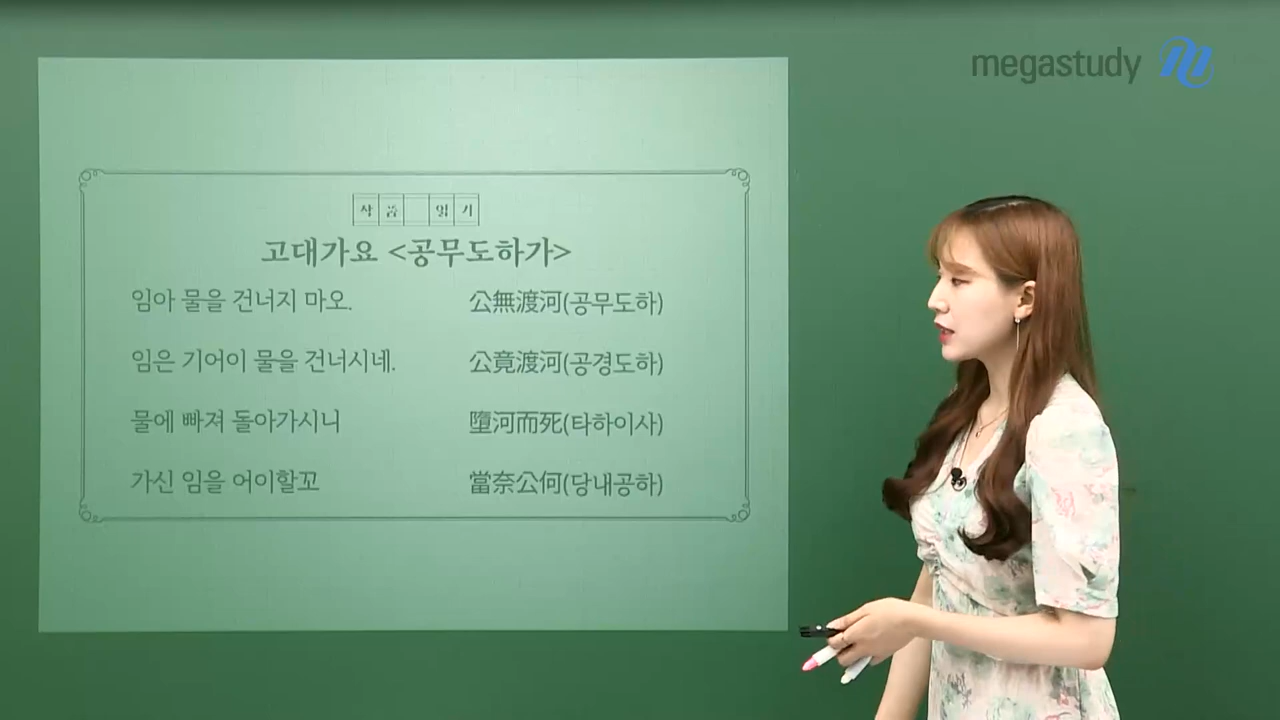 megastudy
작품 읽기
고대가요 <공무도하가>
임아 물을 건너지 마오. 公無渡河(공무도하)
임은 기어이 물을 건너시네. 公竟渡河(공경도하)
물에 빠져 돌아가시니 墮河而死(타하이사)
가신 임을 어이할꼬 當奈公何(당내공하)